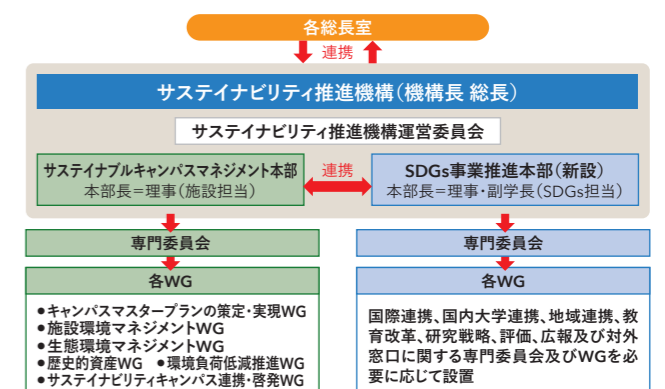 各総長室
連携
サステイナビリティ推進機構（機構長 総長）
サステイナビリティ推進機構運営委員会
サステイナブルキャンパスマネジメント本部
本部長＝理事（施設担当）
連携
SDGs事業推進本部（新設）
本部長＝理事・副学長（SDGs担当）
専門委員会
各WG
●キャンパスマスタープランの策定・実現WG
●施設環境マネジメントWG
●生態環境マネジメントWG
●歴史的資産WG ●環境負荷低減推進WG
●サステイナビリティキャンパス連携・啓発WG
専門委員会
各WG
国際連携、国内大学連携、地域連携、教
育改革、研究戦略、評価、広報及び対外
窓口に関する専門委員会及びWGを必
要に応じて設置